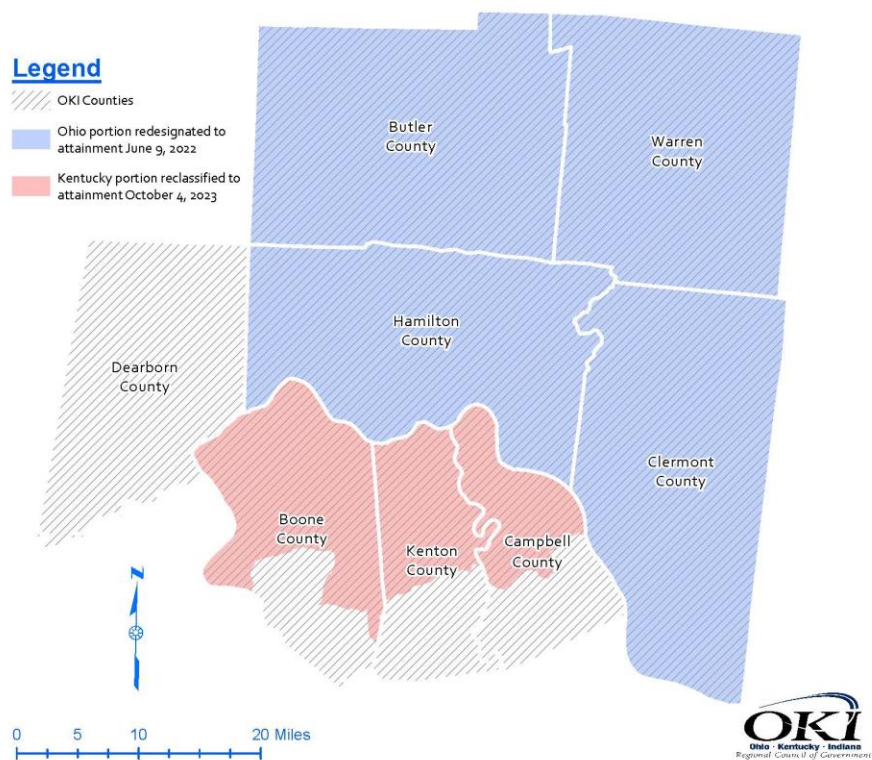 Legend
OKI Counties
Ohio portion redesignated to
attainment June 9, 2022
Kentucky portion reclassified to
attainment October 4, 2023
Butler
County
Warren
County
Hamilton
County
Dearborn
County
Clermont
County
Boone
County
Kenton
County
Campbell
County
N
0 5 10 20 Miles
OKI
Ohio · Kentucky · Indiana
Regional Council of Governments